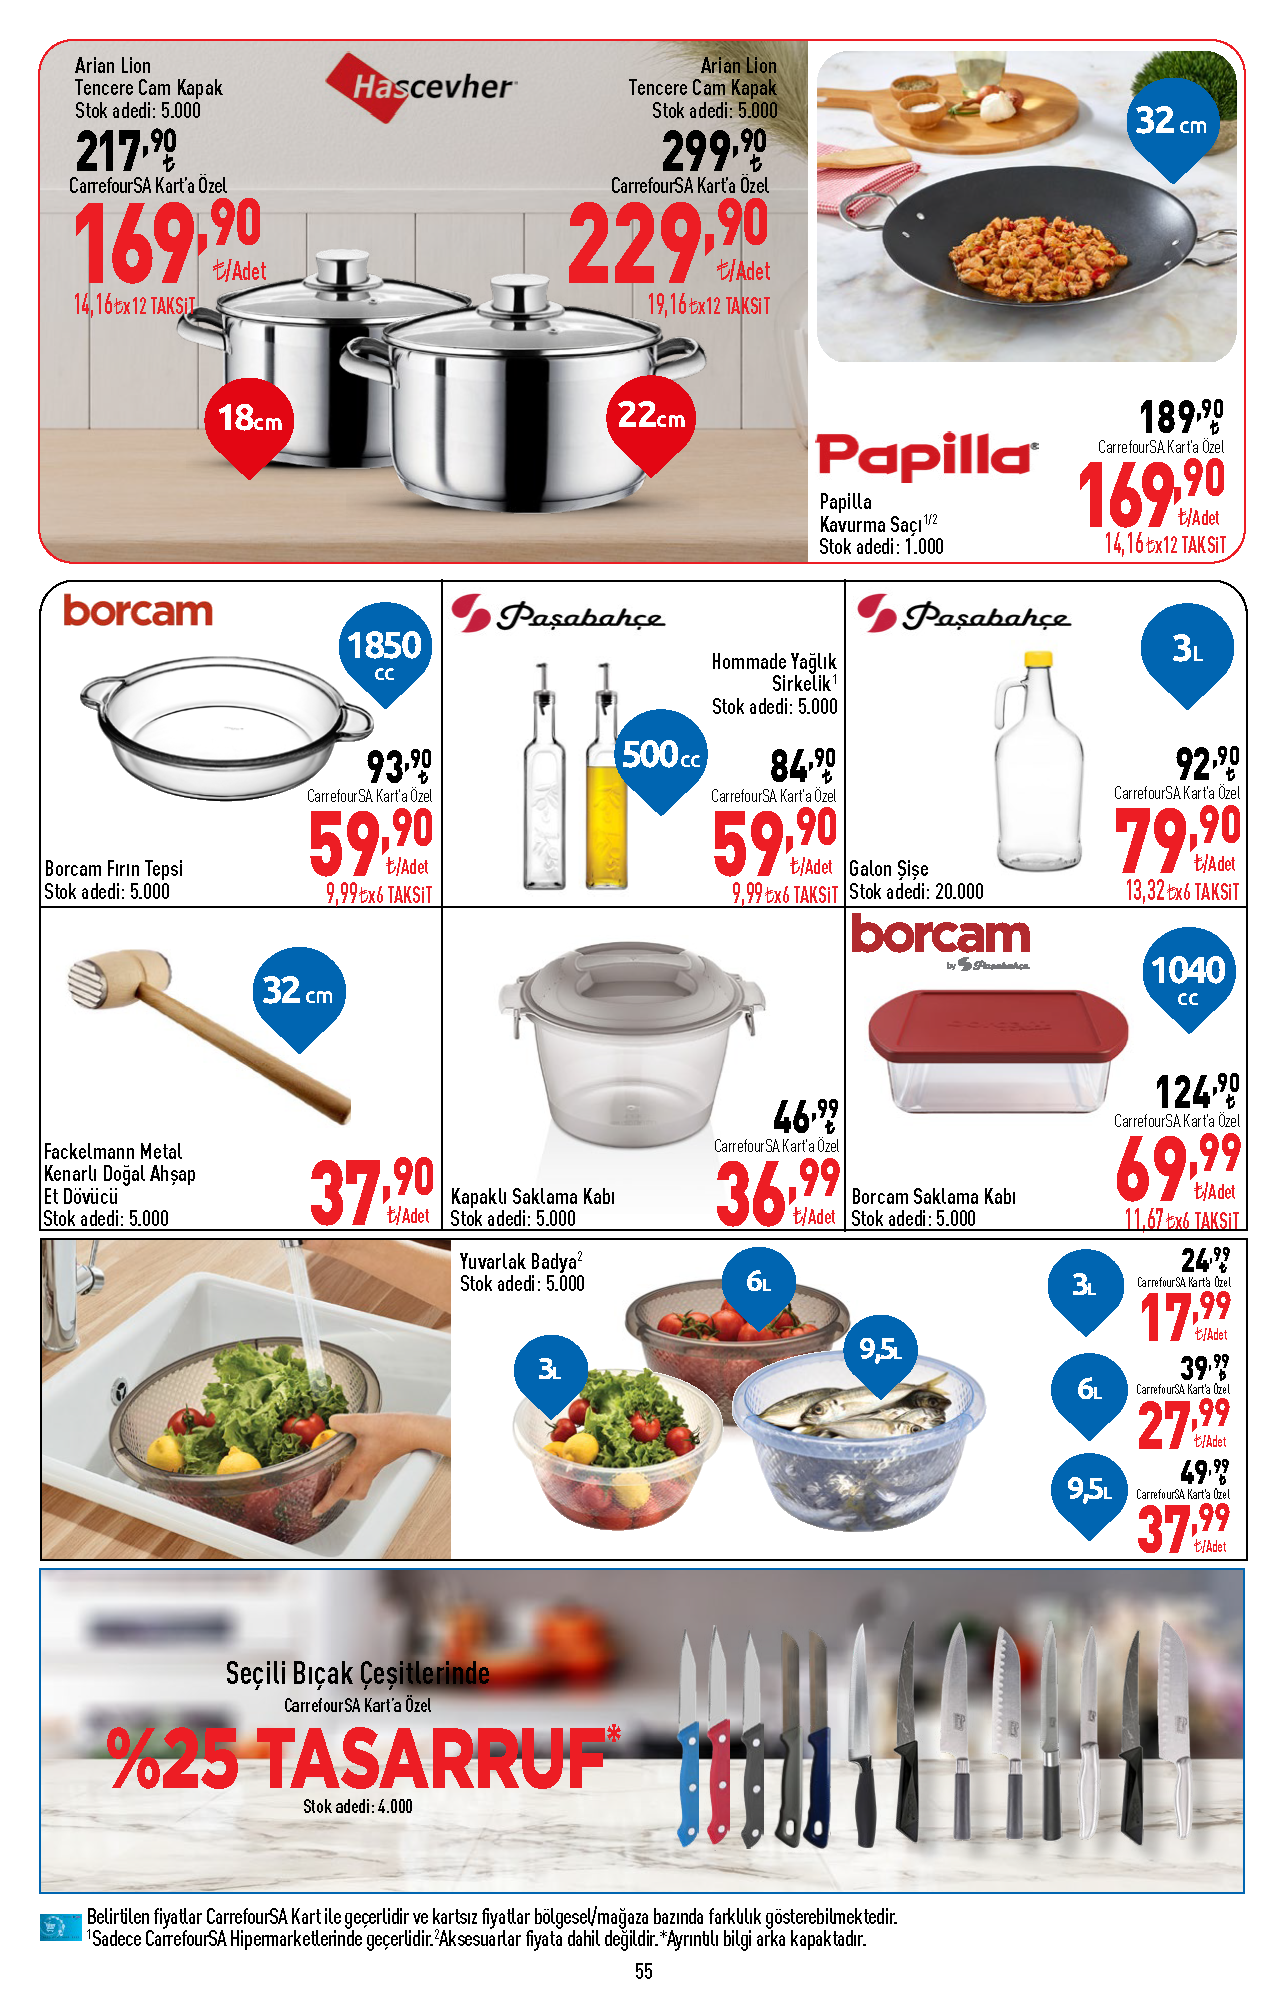 Arian Lion
Tencere Cam Kapak
Stok adedi: 5.000
217,90 ₺
CarrefourSA Kart'a Özel
169,90 ₺/Adet
14,16₺x12 TAKSİT
18cm
Hascevher
Arian Lion
Tencere Cam Kapak
Stok adedi: 5.000
299,90 ₺
CarrefourSA Kart'a Özel
229,90 ₺/Adet
19,16₺x12 TAKSİT
22cm
32 cm
Papilla®
Papilla
Kavurma Saçı1/2
Stok adedi: 1.000
189,90 ₺
CarrefourSA Kart'a Özel
169,90 ₺/Adet
14,16₺x12 TAKSİT
borcam
1850
cc
93,90 ₺
CarrefourSA Kart'a Özel
59,90 ₺/Adet
9,99₺x6 TAKSİT
Borcam Fırın Tepsi
Stok adedi: 5.000
Paşabahçe
Hommade Yağlık
Sirkelik1
Stok adedi: 5.000
500 cc
84,90 ₺
CarrefourSA Kart'a Özel
59,90 ₺/Adet
9,99₺x6 TAKSİT
Paşabahçe
3L
92,90 ₺
CarrefourSA Kart'a Özel
79,90 ₺/Adet
13,32₺x6 TAKSİT
Galon Şişe
Stok adedi: 20.000
32 cm
Fackelmann Metal
Kenarlı Doğal Ahşap
Et Dövücü
Stok adedi: 5.000
37,90 ₺/Adet
46,99 ₺
CarrefourSA Kart'a Özel
36,99 ₺/Adet
Kapaklı Saklama Kabı
Stok adedi: 5.000
borcam
by Paşabahçe
borcam
1040
cc
124,90 ₺
CarrefourSA Kart'a Özel
69,99 ₺/Adet
11,67₺x6 TAKSİT
Borcam Saklama Kabı
Stok adedi: 5.000
Yuvarlak Badya2
Stok adedi: 5.000
3L
6L
9,5L
3L
24,99 ₺
CarrefourSA Kart'a Özel
17,99 ₺/Adet
6L
39,99 ₺
CarrefourSA Kart'a Özel
27,99 ₺/Adet
9,5L
49,99 ₺
CarrefourSA Kart'a Özel
37,99 ₺/Adet
Seçili Bıçak Çeşitlerinde
CarrefourSA Kart'a Özel
%25 TASARRUF*
Stok adedi: 4.000
Belirtilen fiyatlar CarrefourSA Kart ile geçerlidir ve kartsız fiyatlar bölgesel/mağaza bazında farklılık gösterebilmektedir.
1Sadece CarrefourSA Hipermarketlerinde geçerlidir.2Aksesuarlar fiyata dahil değildir.*Ayrıntılı bilgi arka kapaktadır.
55